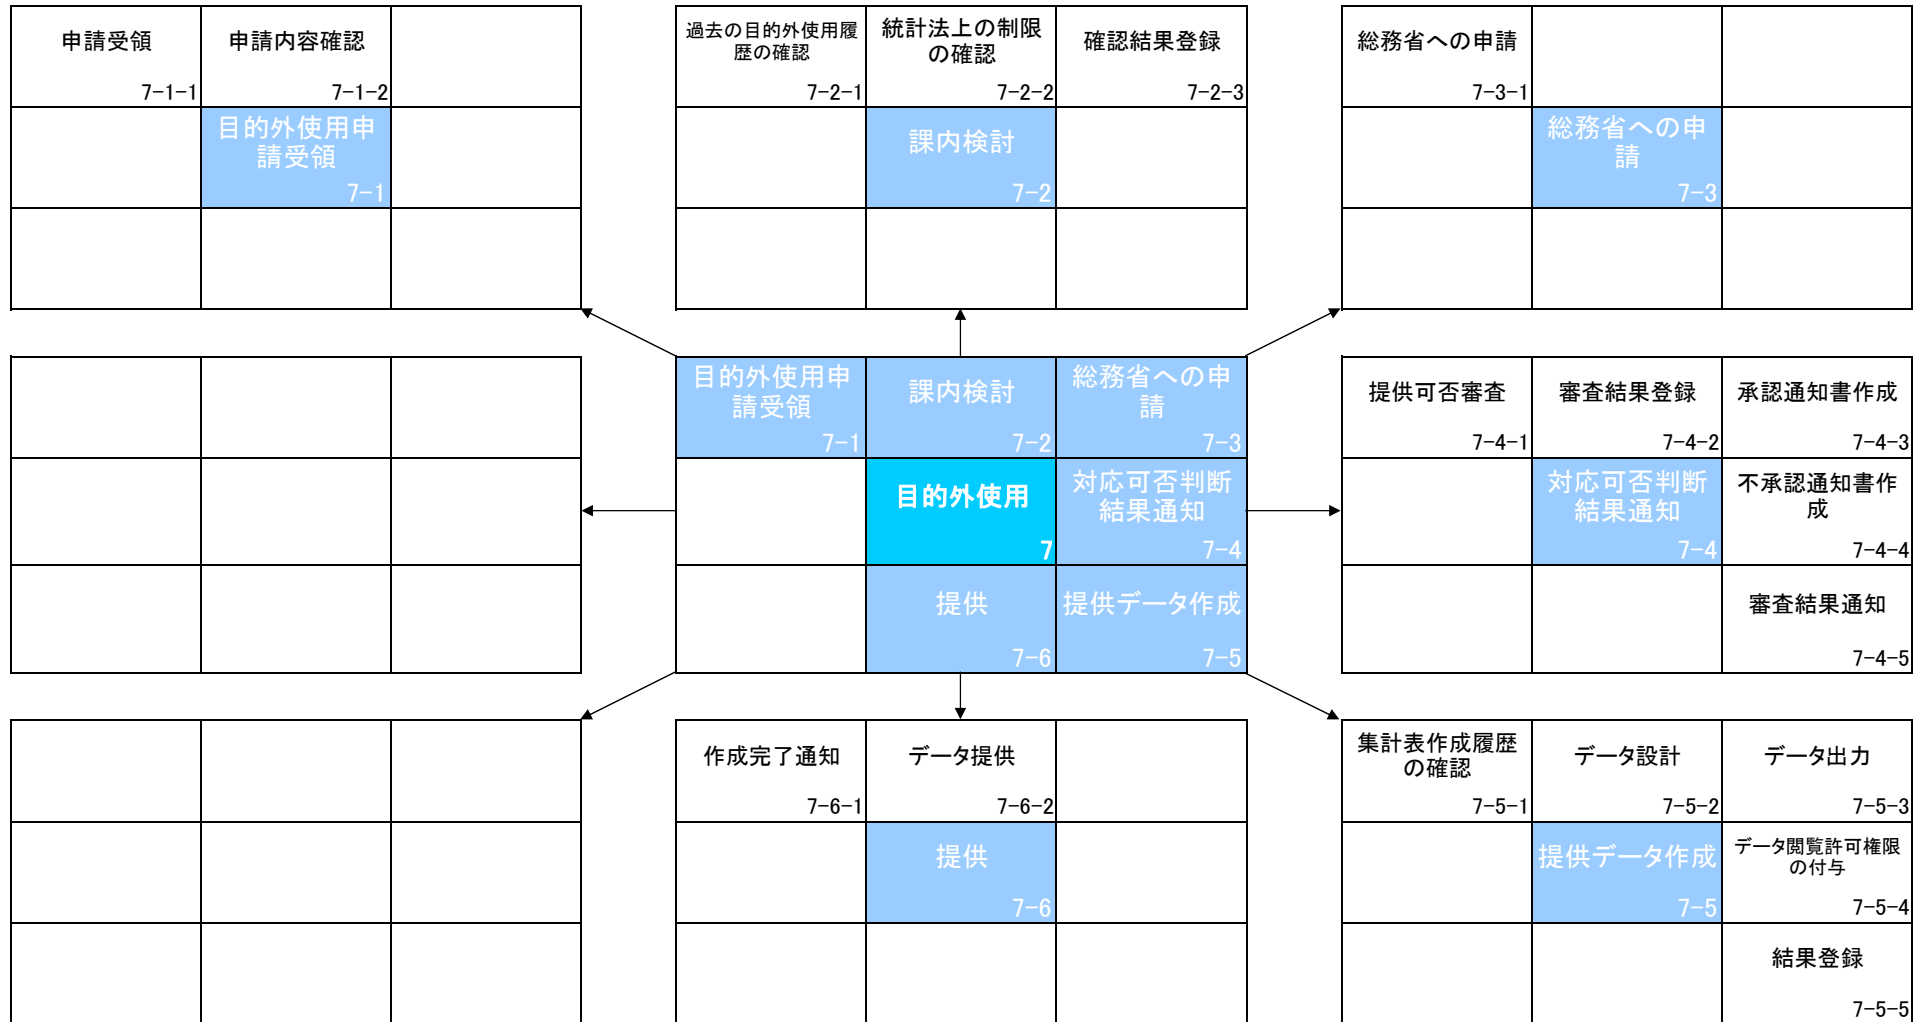 申請受領
7-1-1
申請内容確認
7-1-2
目的外使用申
請受領
7-1
過去の目的外使用履
歴の確認
7-2-1
統計法上の制限
の確認
7-2-2
確認結果登録
7-2-3
課内検討
7-2
総務省への申請
7-3-1
総務省への申
請
7-3
目的外使用申
請受領
7-1
課内検討
7-2
総務省への申
請
7-3
目的外使用
7
対応可否判断
結果通知
7-4
提供
7-6
提供データ作成
7-5
提供可否審査
7-4-1
審査結果登録
7-4-2
承認通知書作成
7-4-3
対応可否判断
結果通知
7-4
不承認通知書作
成
7-4-4
審査結果通知
7-4-5
作成完了通知
7-6-1
データ提供
7-6-2
提供
7-6
集計表作成履歴
の確認
7-5-1
データ設計
7-5-2
データ出力
7-5-3
提供データ作成
7-5
データ閲覧許可権限
の付与
7-5-4
結果登録
7-5-5